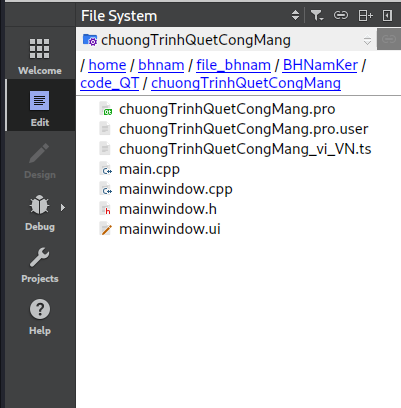 File System
chuongTrinhQuetCongMang
/ home / bhnam / file_bhnam / BHNamKer /
code_QT / chuongTrinhQuetCongMang
Welcome
Edit
Design
Debug
Projects
Help
chuongTrinhQuetCongMang.pro
chuongTrinhQuetCongMang.pro.user
chuongTrinhQuetCongMang_vi_VN.ts
main.cpp
mainwindow.cpp
mainwindow.h
mainwindow.ui